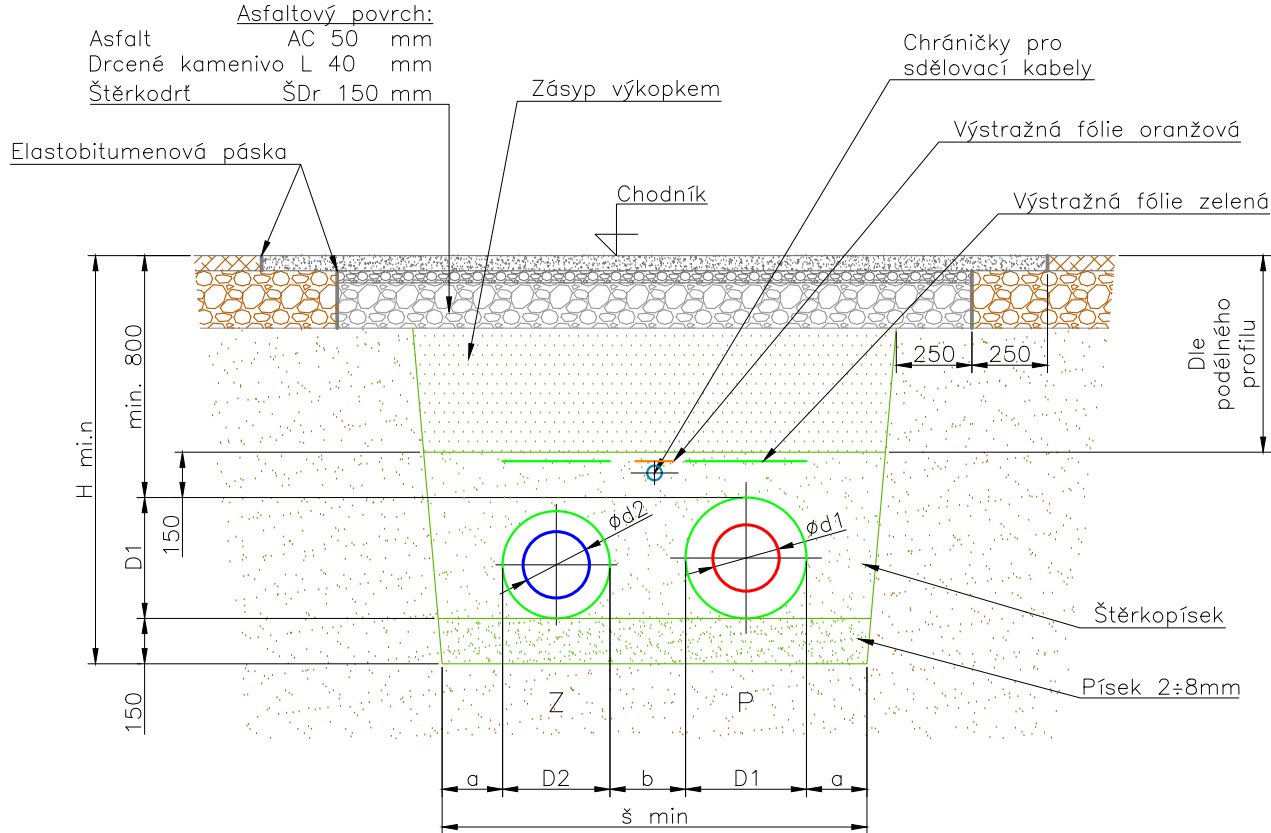 Asfaltový povrch:
Asfalt AC 50 mm
Drcené kamenivo L 40 mm
Štěrkodrť ŠDr 150 mm
Chráničky pro
sdělovací kabely
Zásyp výkopkem
Výstražná fólie oranžová
Elastobitumenová páska
Chodník
Výstražná fólie zelená
min. 800
H mi.n
250
250
Dle
podélného
profilu
D1
150
ød2
ød1
Štěrkopísek
150
Z
P
Písek 2÷8mm
a
D2
b
D1
a
š min